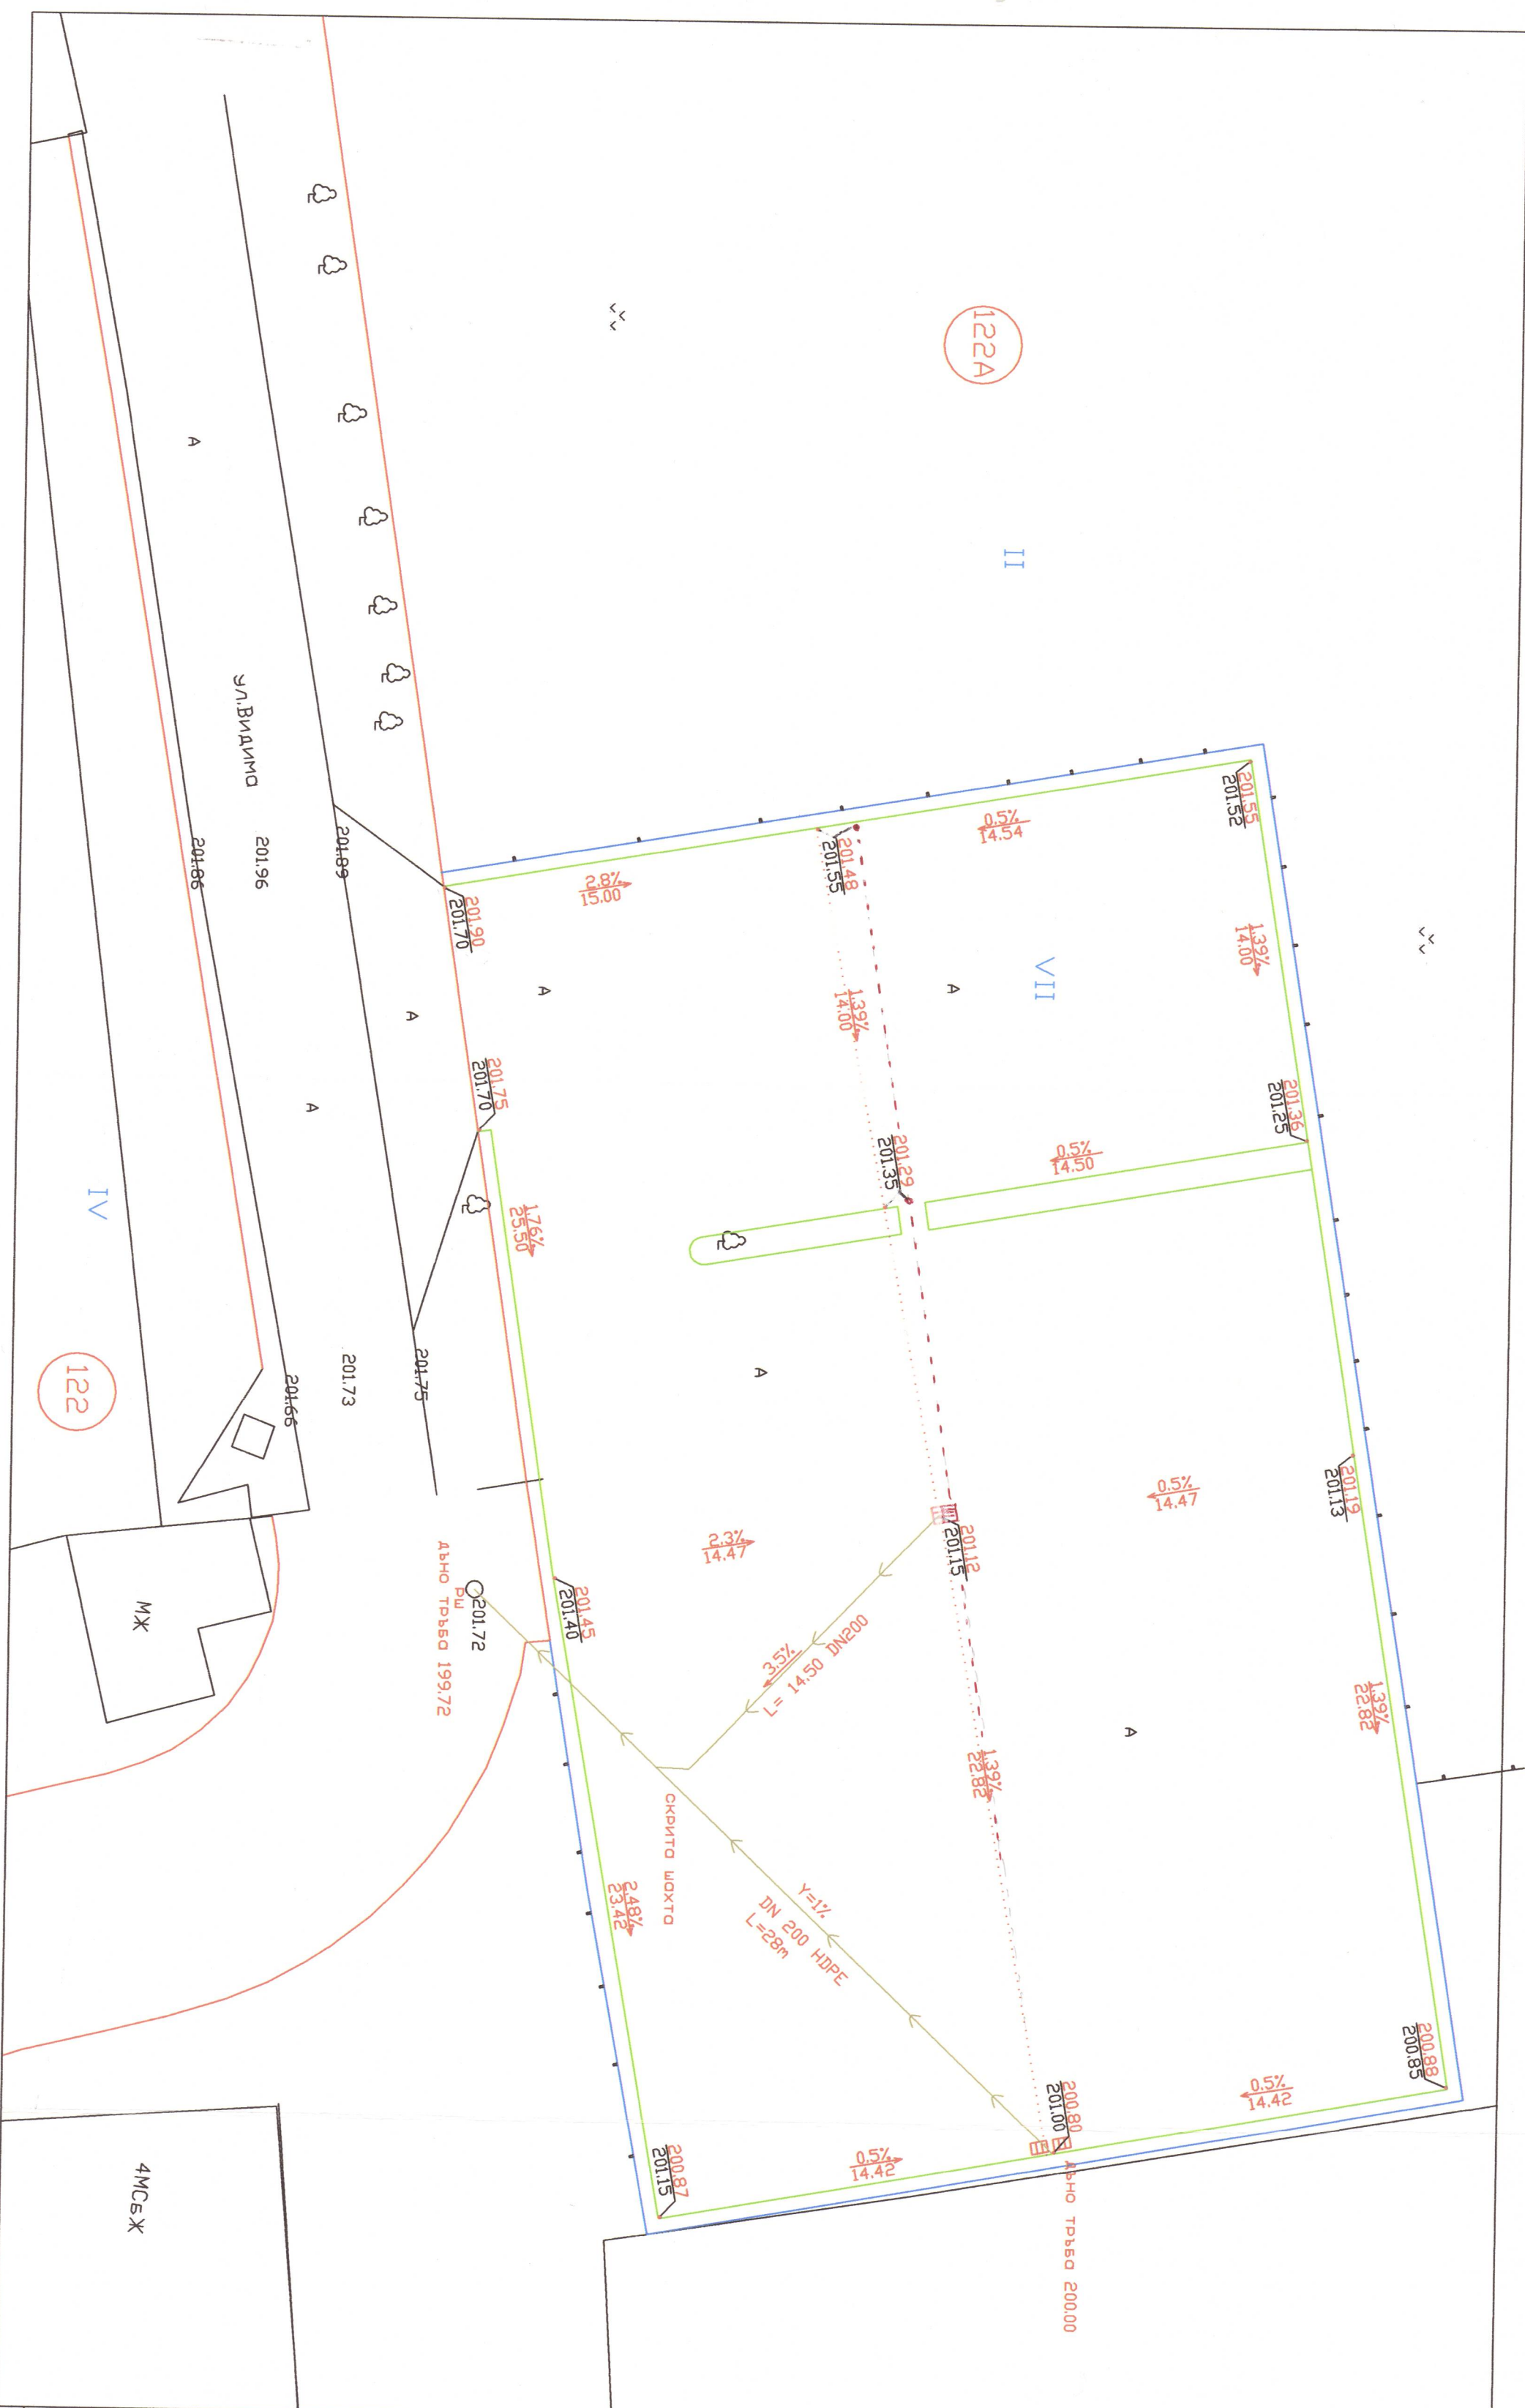 122А
II
201.55
201.52
0.5%
14.54
1.39%
14.00
201.48
201.55
2.8%
15.00
201.90
201.70
VII
А
А
1.39%
14.00
201.36
201.25
0.5%
14.50
201.29
201.35
201.75
201.70
1.76%
25.50
А
А
А
А
ул.Видима
201.89
201.96
201.86
201.75
201.73
201.66
IV
122
201.19
201.13
0.5%
14.47
201.12
201.15
2.3%
14.47
201.45
201.40
201.72
РШ
дъно тръба 199.72
3.5%
L= 14.50 DN200
1.39%
22.82
1.39%
22.82
А
скрита шахта
Y=1%
DN 200 HDPE
L=28m
2.48%
23.42
200.88
200.85
0.5%
14.42
200.80
201.00
дъно тръба 200.00
0.5%
14.42
200.87
201.15
МЖ
4МСБЖ